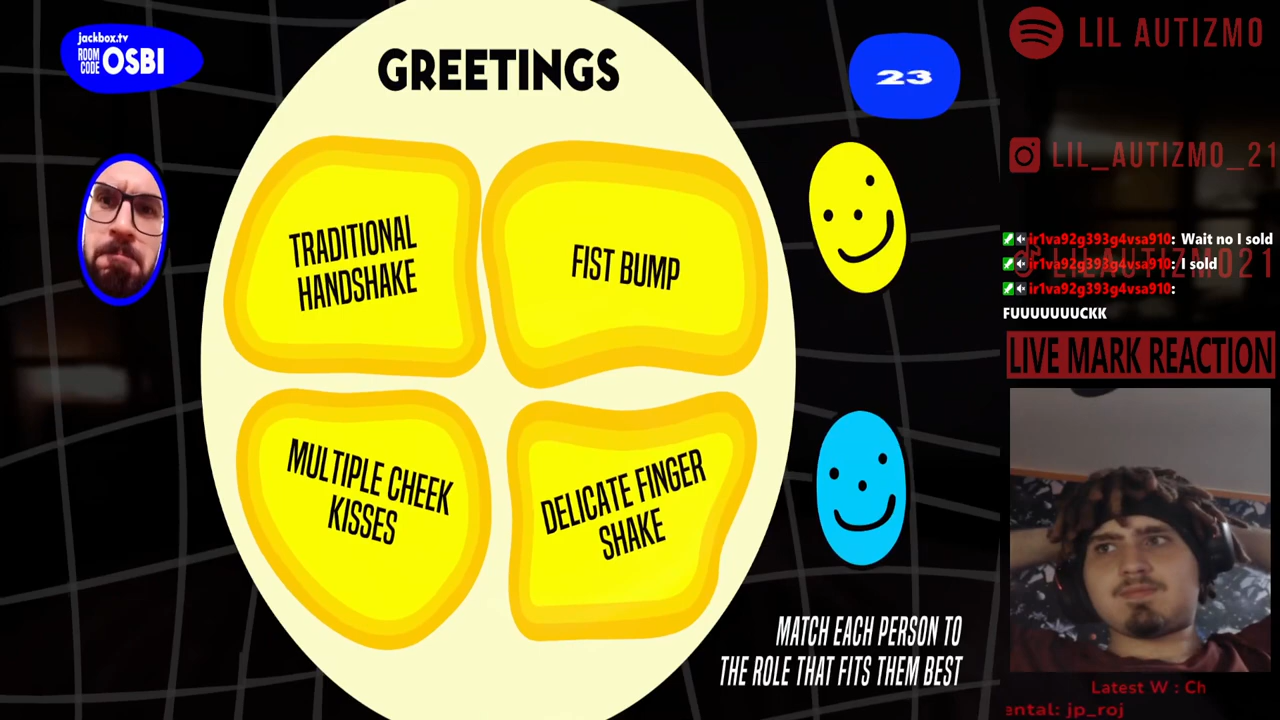 jackbox.tv
ROOM CODE OSBI
GREETINGS
23
TRADITIONAL
HANDSHAKE
FIST BUMP
MULTIPLE CHEEK
KISSES
DELICATE FINGER
SHAKE
MATCH EACH PERSON TO
THE ROLE THAT FITS THEM BEST
LIL AUTIZMO
LIL_AUTIZMO_21
ir1va92g393g4vsa910: Wait no I sold
ir1va92g393g4vsa910: I sold
LILAUTIZMO21
ir1va92g393g4vsa910:
FUUUUUUUCKK
LIVE MARK REACTION
Latest W : Ch
ental: jp_roj